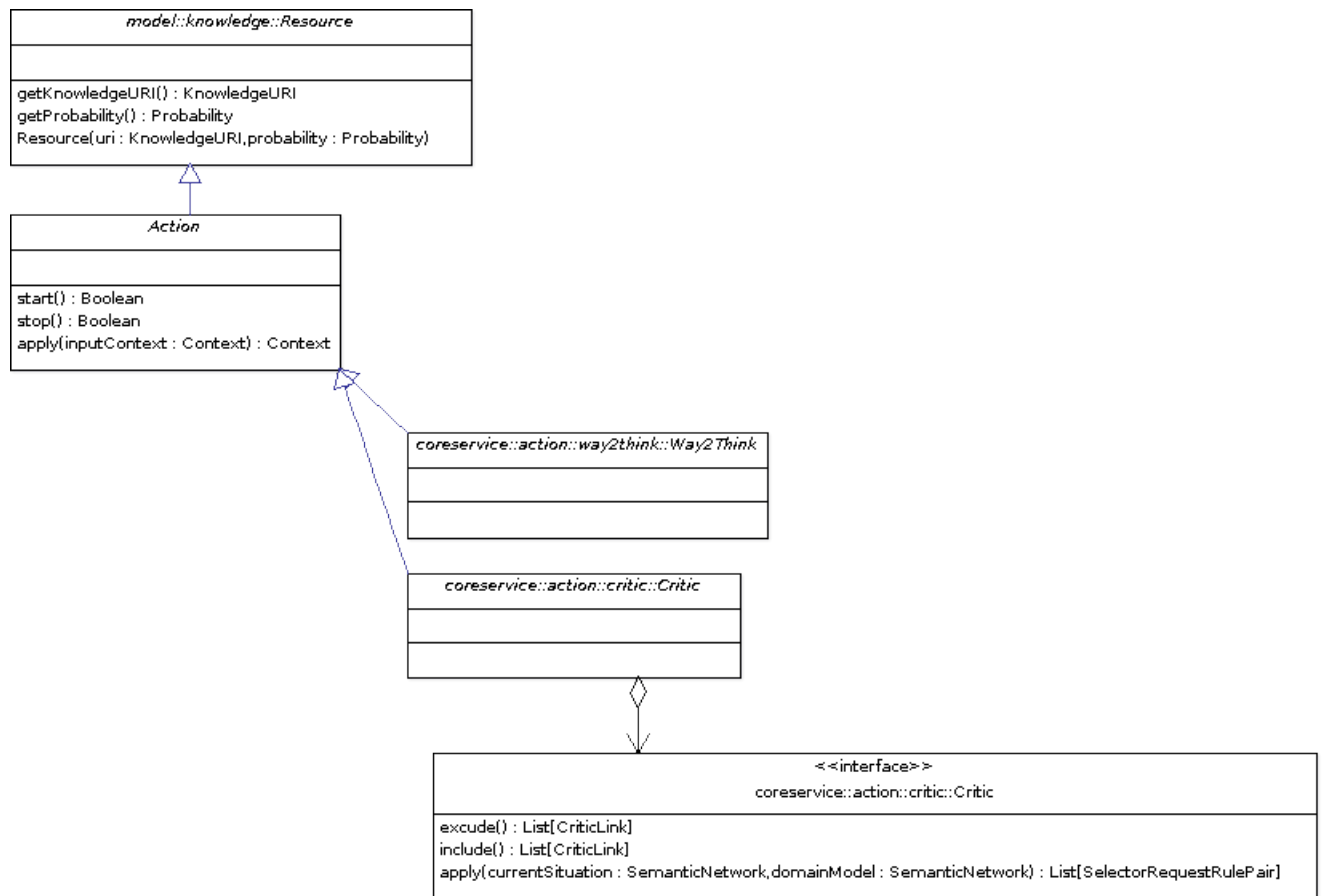 model::knowledge::Resource
getKnowledgeURI() : KnowledgeURI
getProbability() : Probability
Resource(uri : KnowledgeURI,probability : Probability)
Action
start() : Boolean
stop() : Boolean
apply(inputContext : Context) : Context
coreservice::action::way2think::Way2Think
coreservice::action::critic::Critic
<<interface>>
coreservice::action::critic::Critic
excude() : List[CriticLink]
include() : List[CriticLink]
apply(currentSituation : SemanticNetwork,domainModel : SemanticNetwork) : List[SelectorRequestRulePair]